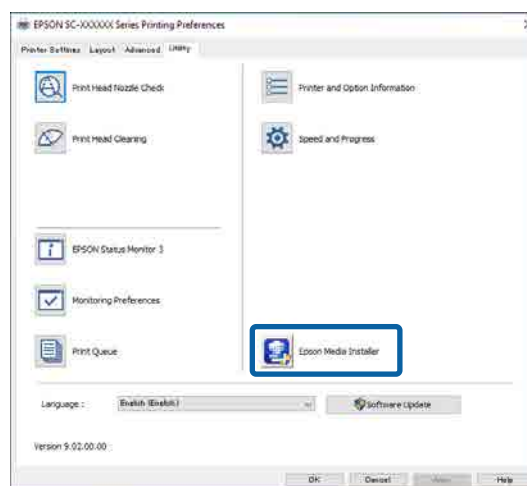 EPSON SC-XXXXXX Series Printing Preferences
Printer Settings Layout Advanced Utility
Print Head Nozzle Check
Printer and Option Information
Print Head Cleaning
Speed and Progress
EPSON Status Monitor 3
Monitoring Preferences
Print Queue
Epson Media Installer
Language :
English (English)
Software Update
Version 9.02.00.00
OK Cancel Apply Help